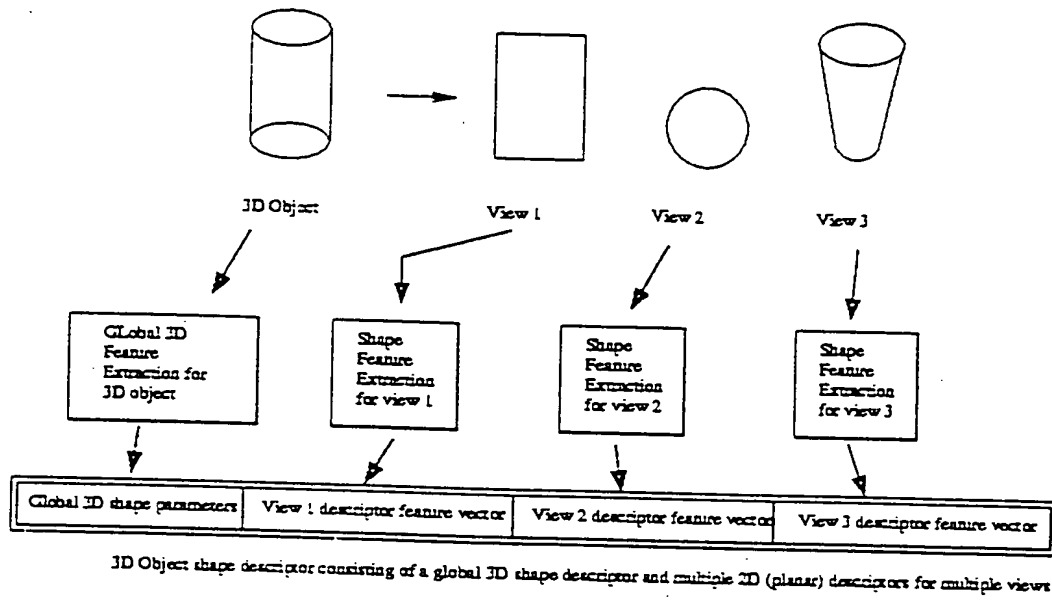 3D Object
View 1
View 2
View 3
GLobal 3D
Feature
Extraction for
3D object
Shape
Feature
Extraction
for view 1
Shape
Feature
Extraction
for view 2
Shape
Feature
Extraction
for view 3
Global 3D shape parameters
View 1 descriptor feature vector
View 2 descriptor feature vector
View 3 descriptor feature vector
3D Object shape descriptor consisting of a global 3D shape descriptor and multiple 2D (planar) descriptors for multiple views